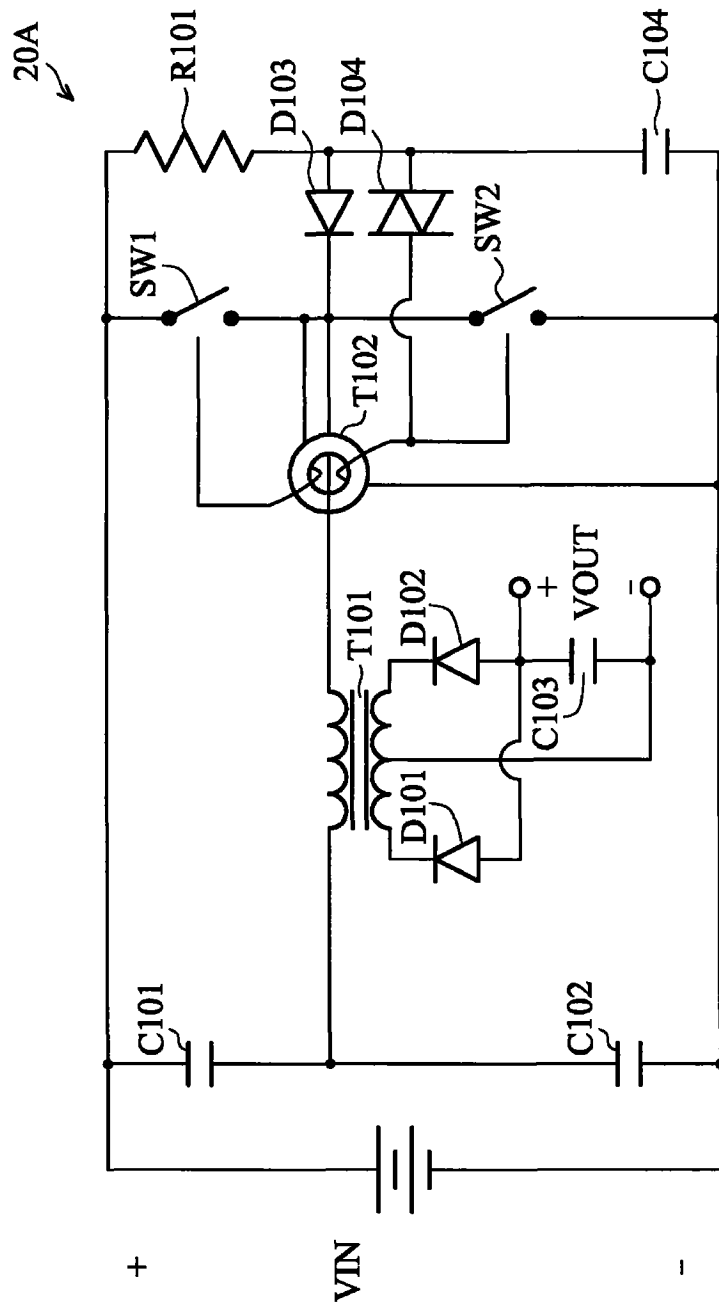 20A
R101
D103
D104
C104
SW1
SW2
T102
T101
D102
D101
+
VOUT
-
C103
C101
C102
+
VIN
-